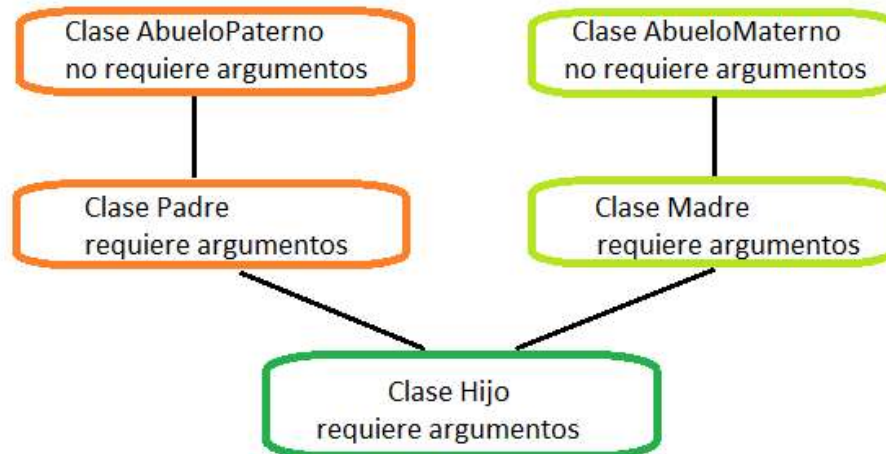 Clase AbueloPaterno
no requiere argumentos
Clase AbueloMaterno
no requiere argumentos
Clase Padre
requiere argumentos
Clase Madre
requiere argumentos
Clase Hijo
requiere argumentos